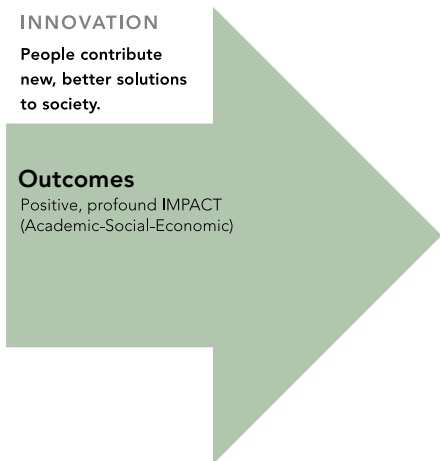 INNOVATION
People contribute
new, better solutions
to society.
Outcomes
Positive, profound IMPACT
(Academic-Social-Economic)